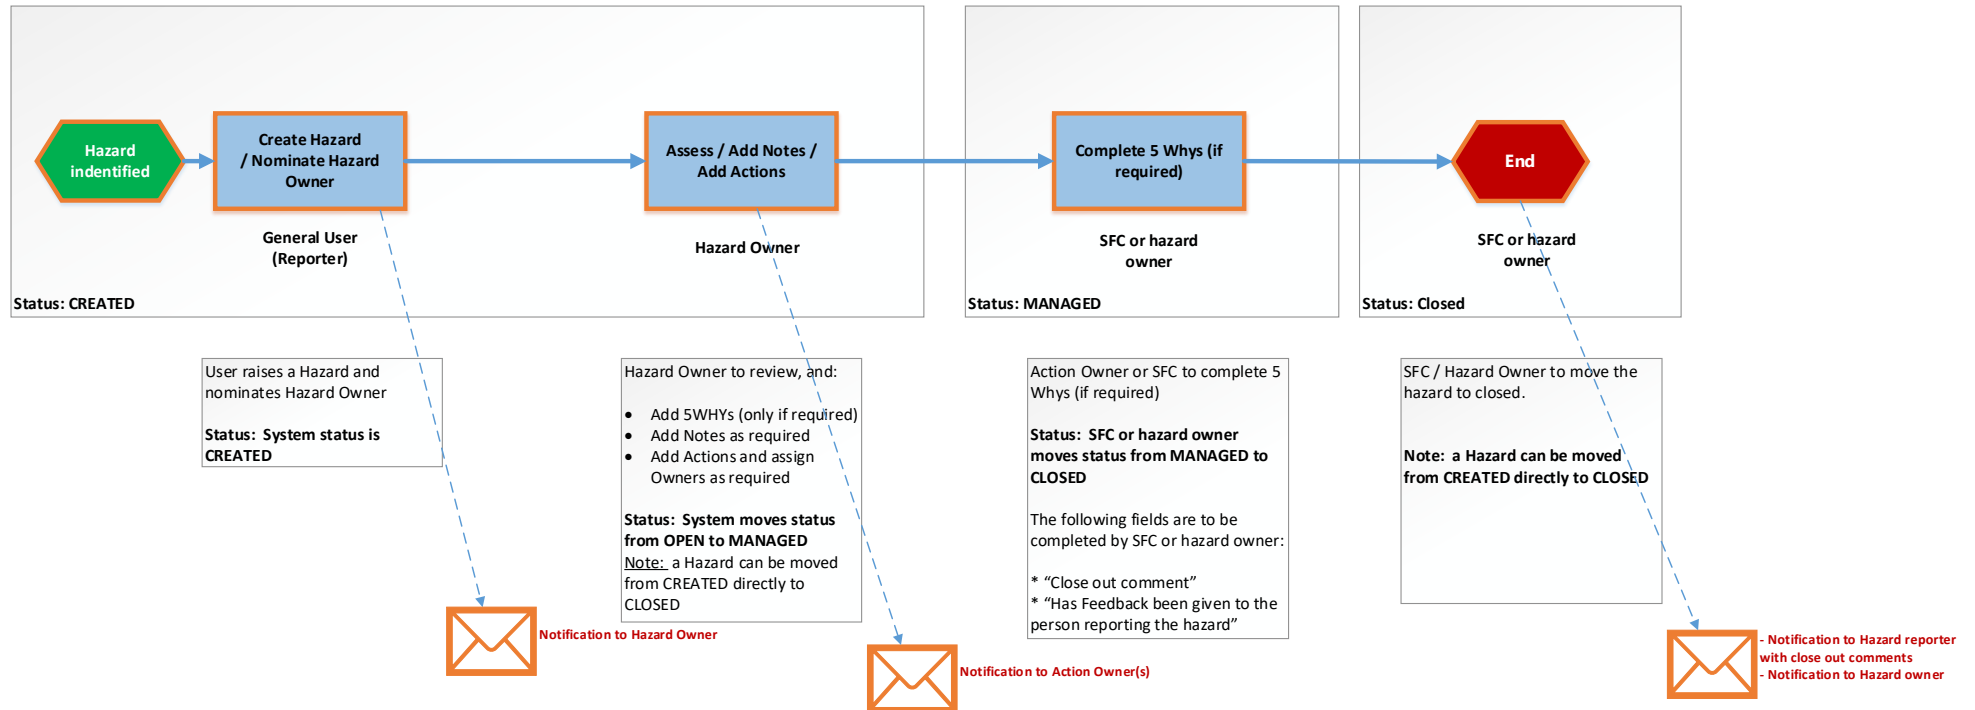 Hazard
indentified
Create Hazard
/ Nominate Hazard
Owner
General User
(Reporter)
Assess / Add Notes /
Add Actions
Hazard Owner
Status: CREATED
Complete 5 Whys (if
required)
SFC or hazard
owner
Status: MANAGED
End
SFC or hazard
owner
Status: Closed
User raises a Hazard and
nominates Hazard Owner
Status:  System status is
CREATED
Notification to Hazard Owner
Hazard Owner to review, and:
• Add 5WHYs (only if required)
• Add Notes as required
• Add Actions and assign
Owners as required
Status:  System moves status
from OPEN to MANAGED
Note:  a Hazard can be moved
from CREATED directly to
CLOSED
Notification to Action Owner(s)
Action Owner or SFC to complete 5
Whys (if required)
Status:  SFC or hazard owner
moves status from MANAGED to
CLOSED
The following fields are to be
completed by SFC or hazard owner:
* “Close out comment”
* “Has Feedback been given to the
person reporting the hazard”
SFC / Hazard Owner to move the
hazard to closed.
Note:  a Hazard can be moved
from CREATED directly to CLOSED
- Notification to Hazard reporter
with close out comments
- Notification to Hazard owner